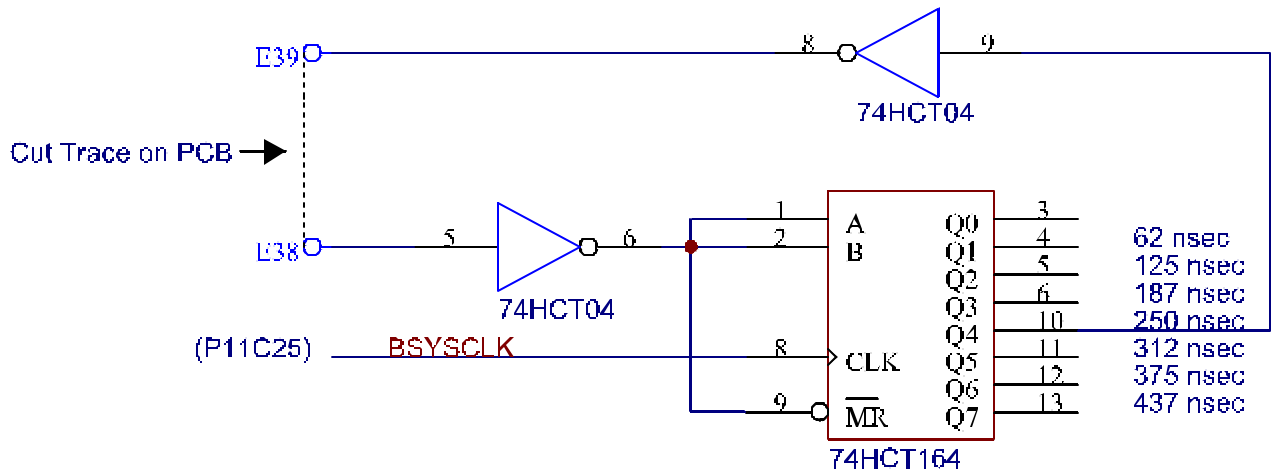 E39
8
9
74HCT04
Cut Trace on PCB
E38
5
6
74HCT04
1
2
A
B
Q0
3
Q1
4
62 nsec
Q2
5
125 nsec
Q3
6
187 nsec
Q4
10
250 nsec
(P11C25)
BSYSCLK
8
CLK
Q5
11
312 nsec
Q6
12
375 nsec
9
MR
Q7
13
437 nsec
74HCT164